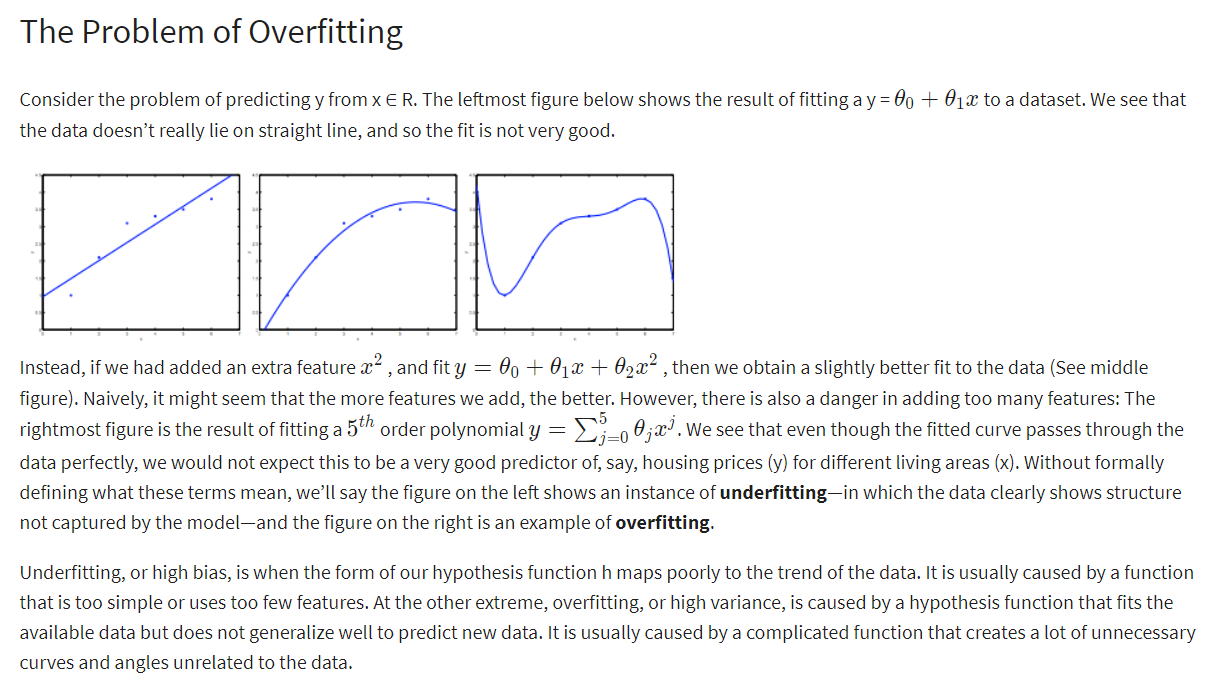 The Problem of Overfitting
Consider the problem of predicting y from x ∈ R. The leftmost figure below shows the result of fitting a y = θ₀ + θ₁x to a dataset. We see that
the data doesn’t really lie on straight line, and so the fit is not very good.
Instead, if we had added an extra feature x² , and fit y = θ₀ + θ₁x + θ₂x² , then we obtain a slightly better fit to the data (See middle
figure). Naively, it might seem that the more features we add, the better. However, there is also a danger in adding too many features: The
rightmost figure is the result of fitting a 5ᵗʰ order polynomial y = ∑⁵ⱼ₌₀ θⱼxʲ. We see that even though the fitted curve passes through the
data perfectly, we would not expect this to be a very good predictor of, say, housing prices (y) for different living areas (x). Without formally
defining what these terms mean, we’ll say the figure on the left shows an instance of underfitting—in which the data clearly shows structure
not captured by the model—and the figure on the right is an example of overfitting.
Underfitting, or high bias, is when the form of our hypothesis function h maps poorly to the trend of the data. It is usually caused by a function
that is too simple or uses too few features. At the other extreme, overfitting, or high variance, is caused by a hypothesis function that fits the
available data but does not generalize well to predict new data. It is usually caused by a complicated function that creates a lot of unnecessary
curves and angles unrelated to the data.